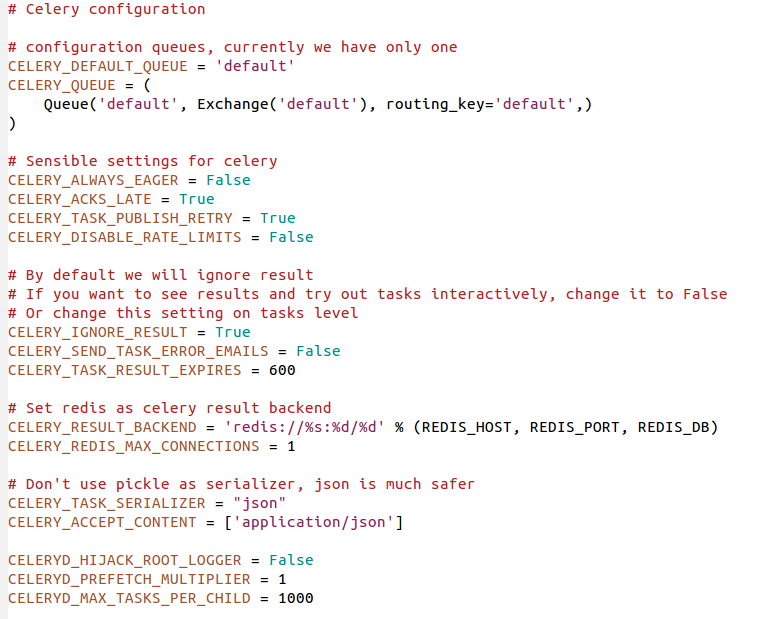 # Celery configuration
# configuration queues, currently we have only one
CELERY_DEFAULT_QUEUE = 'default'
CELERY_QUEUE = (
    Queue('default', Exchange('default'), routing_key='default',)
)
# Sensible settings for celery
CELERY_ALWAYS_EAGER = False
CELERY_ACKS_LATE = True
CELERY_TASK_PUBLISH_RETRY = True
CELERY_DISABLE_RATE_LIMITS = False
# By default we will ignore result
# If you want to see results and try out tasks interactively, change it to False
# Or change this setting on tasks level
CELERY_IGNORE_RESULT = True
CELERY_SEND_TASK_ERROR_EMAILS = False
CELERY_TASK_RESULT_EXPIRES = 600
# Set redis as celery result backend
CELERY_RESULT_BACKEND = 'redis://%s:%d/%d' % (REDIS_HOST, REDIS_PORT, REDIS_DB)
CELERY_REDIS_MAX_CONNECTIONS = 1
# Don't use pickle as serializer, json is much safer
CELERY_TASK_SERIALIZER = "json"
CELERY_ACCEPT_CONTENT = ['application/json']
CELERYD_HIJACK_ROOT_LOGGER = False
CELERYD_PREFETCH_MULTIPLIER = 1
CELERYD_MAX_TASKS_PER_CHILD = 1000